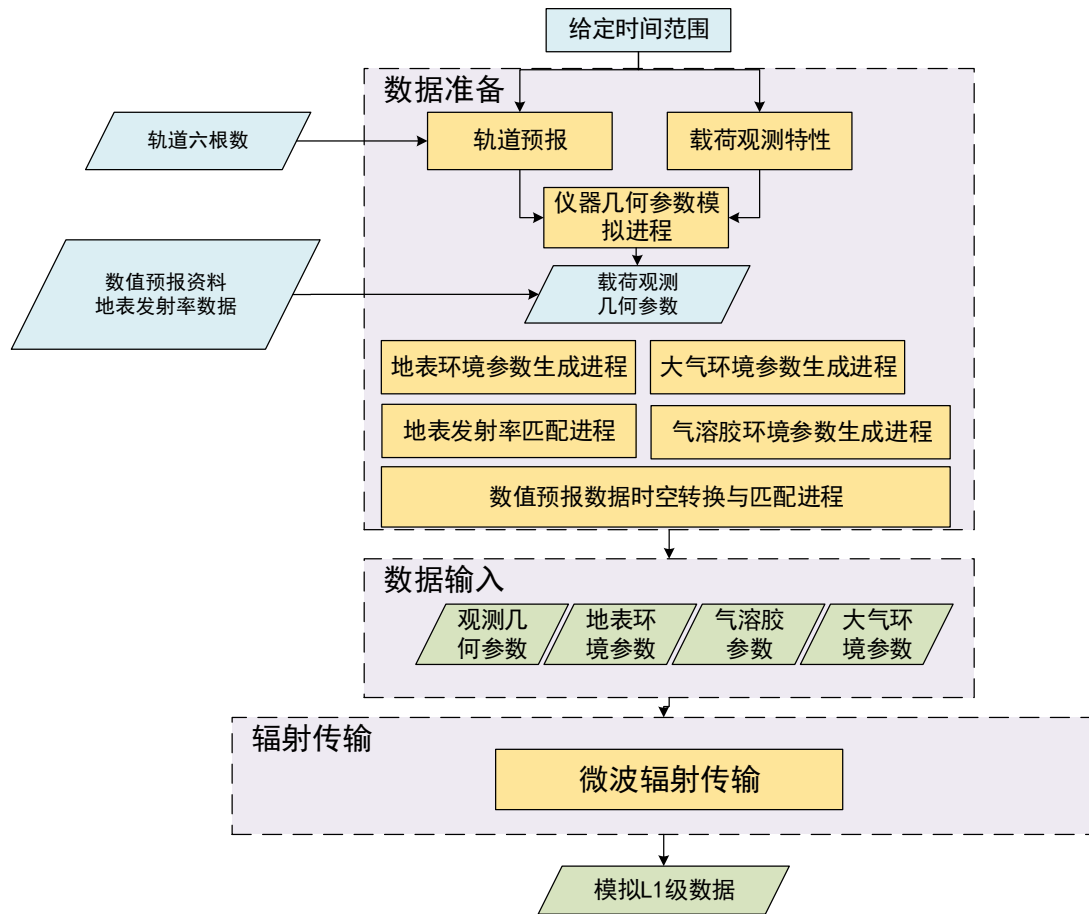 给定时间范围
数据准备
轨道六根数
轨道预报
载荷观测特性
仪器几何参数模
拟进程
数值预报资料
地表发射率数据
载荷观测
几何参数
地表环境参数生成进程
大气环境参数生成进程
地表发射率匹配进程
气溶胶环境参数生成进程
数值预报数据时空转换与匹配进程
数据输入
观测几
何参数
地表环
境参数
气溶胶
参数
大气环
境参数
辐射传输
微波辐射传输
模拟L1级数据